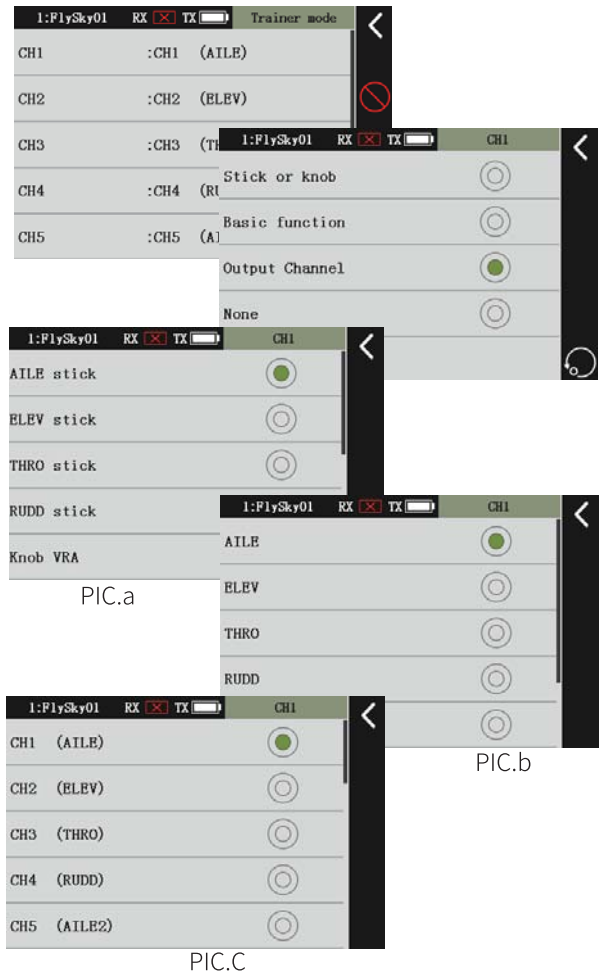 1:FlySky01 RX TX Trainer mode
CH1 :CH1 (AILE)
CH2 :CH2 (ELEV)
CH3 :CH3
CH4 :CH4
CH5 :CH5
1:FlySky01 RX TX CH1
Stick or knob
Basic function
Output Channel
None
1:FlySky01 RX TX CH1
AILE stick
ELEV stick
THRO stick
RUDD stick
Knob VRA
PIC.a
1:FlySky01 RX TX CH1
AILE
ELEV
THRO
RUDD
PIC.b
1:FlySky01 RX TX CH1
CH1 (AILE)
CH2 (ELEV)
CH3 (THRO)
CH4 (RUDD)
CH5 (AILE2)
PIC.C